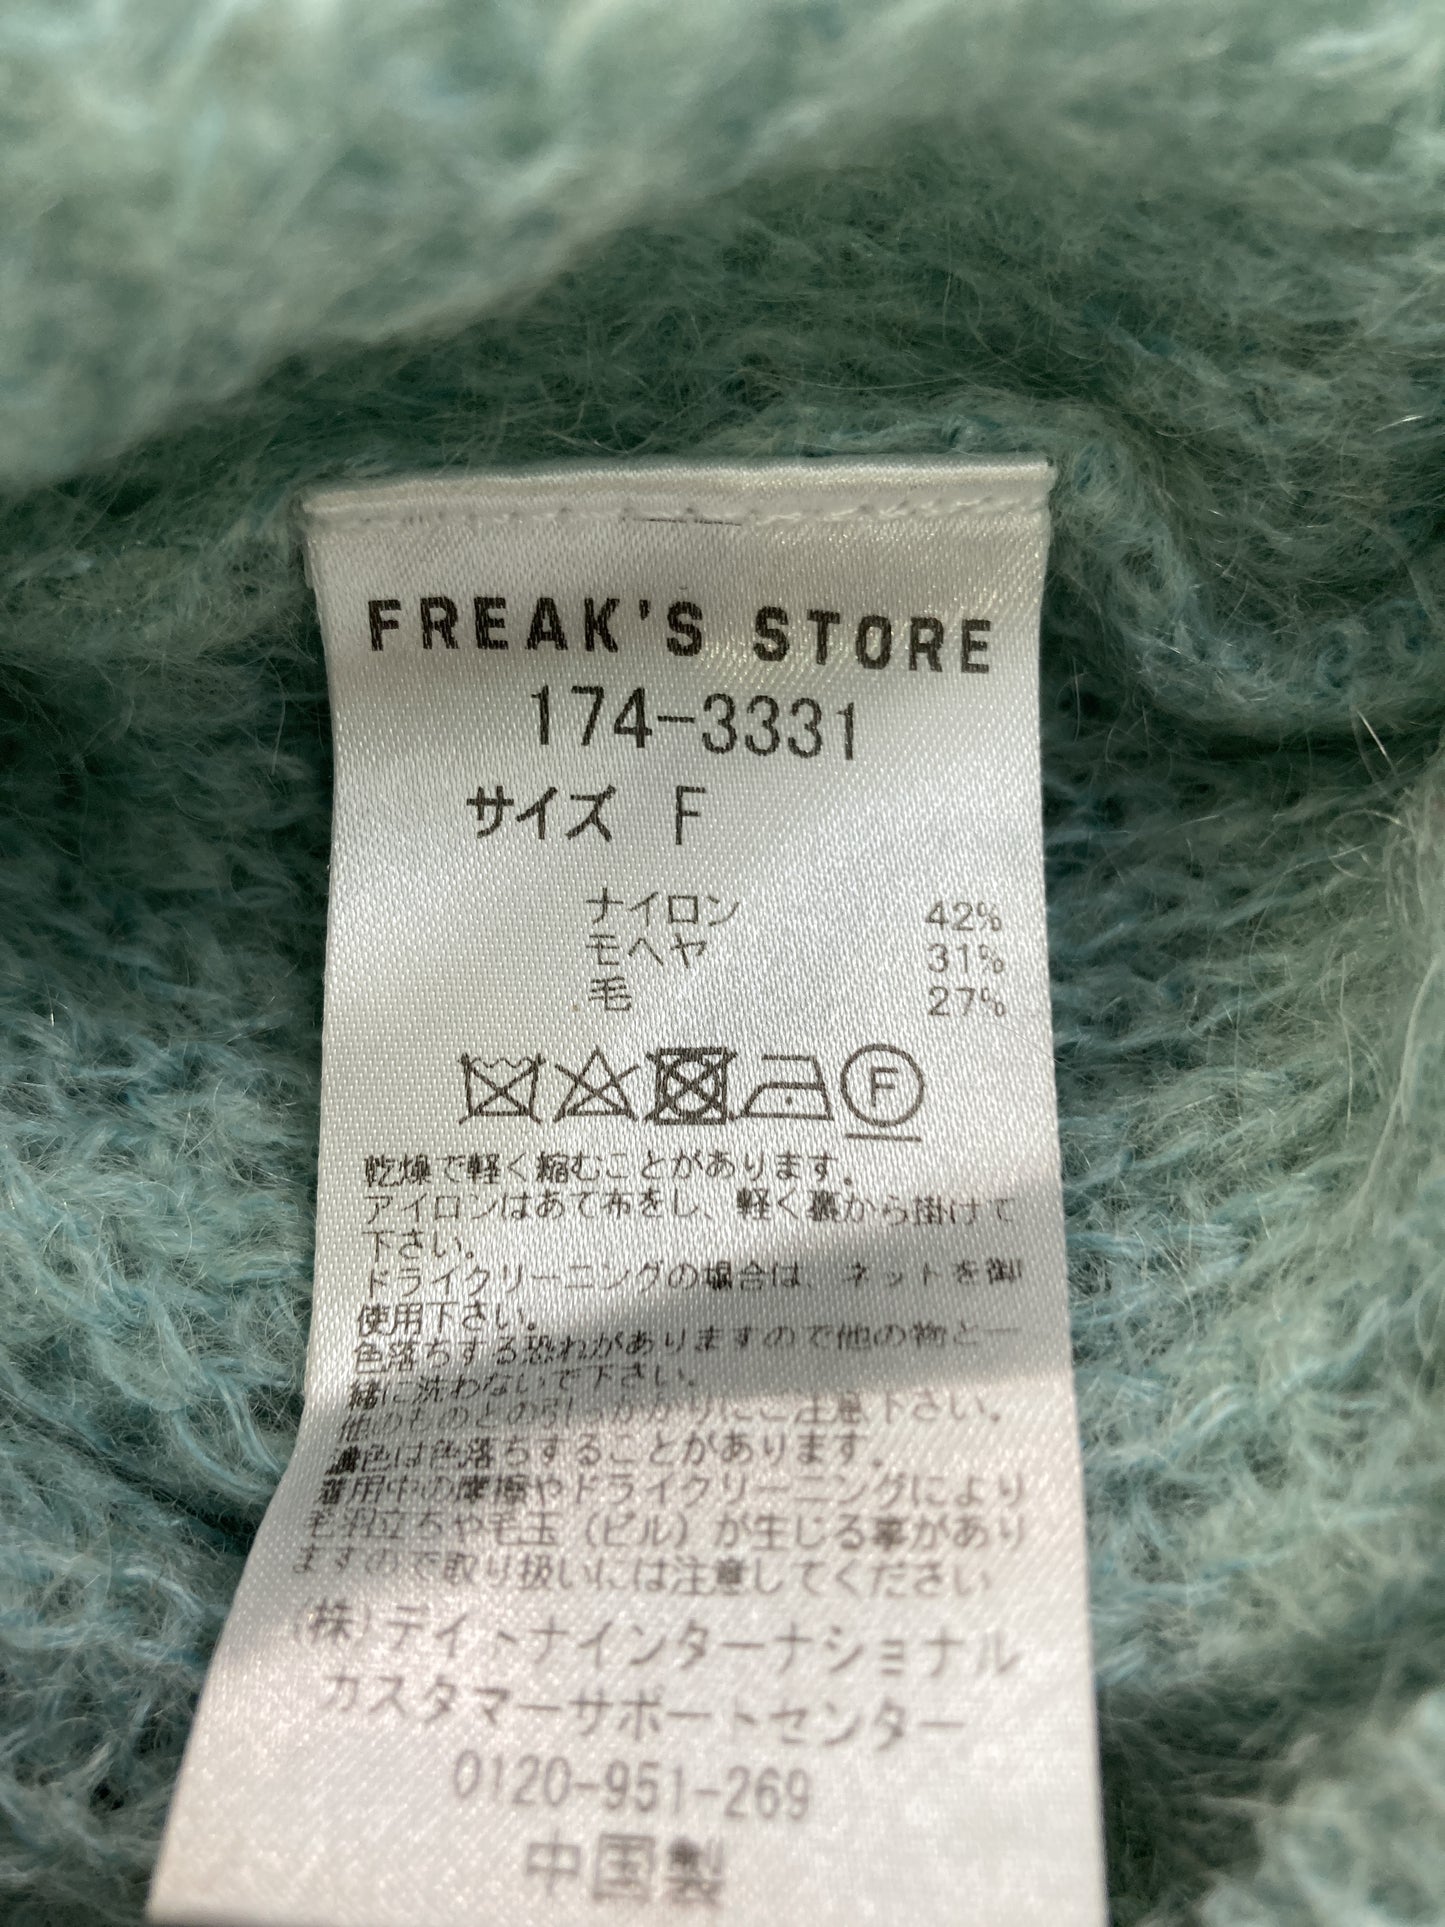 FREAK'S STORE
174-3331
サイズ F
ナイロン 42%
モヘヤ 31%
毛 27%
F
乾燥で軽く縮むことがあります。
アイロンはあて布をし、軽く裏から掛けて
下さい。
ドライクリーニングの場合は、ネットを御
使用下さい。
色落ちする恐れがありますので他の物と一
緒に洗わないで下さい。
他のものとの引っかかりにご注意下さい。
濃色は色落ちすることがあります。
着用中の摩擦やドライクリーニングにより
毛羽立ちや毛玉（ピル）が生じる事があり
ますので取り扱いには注意してください
(株)デイトナインターナショナル
カスタマーサポートセンター
0120-951-269
中国製